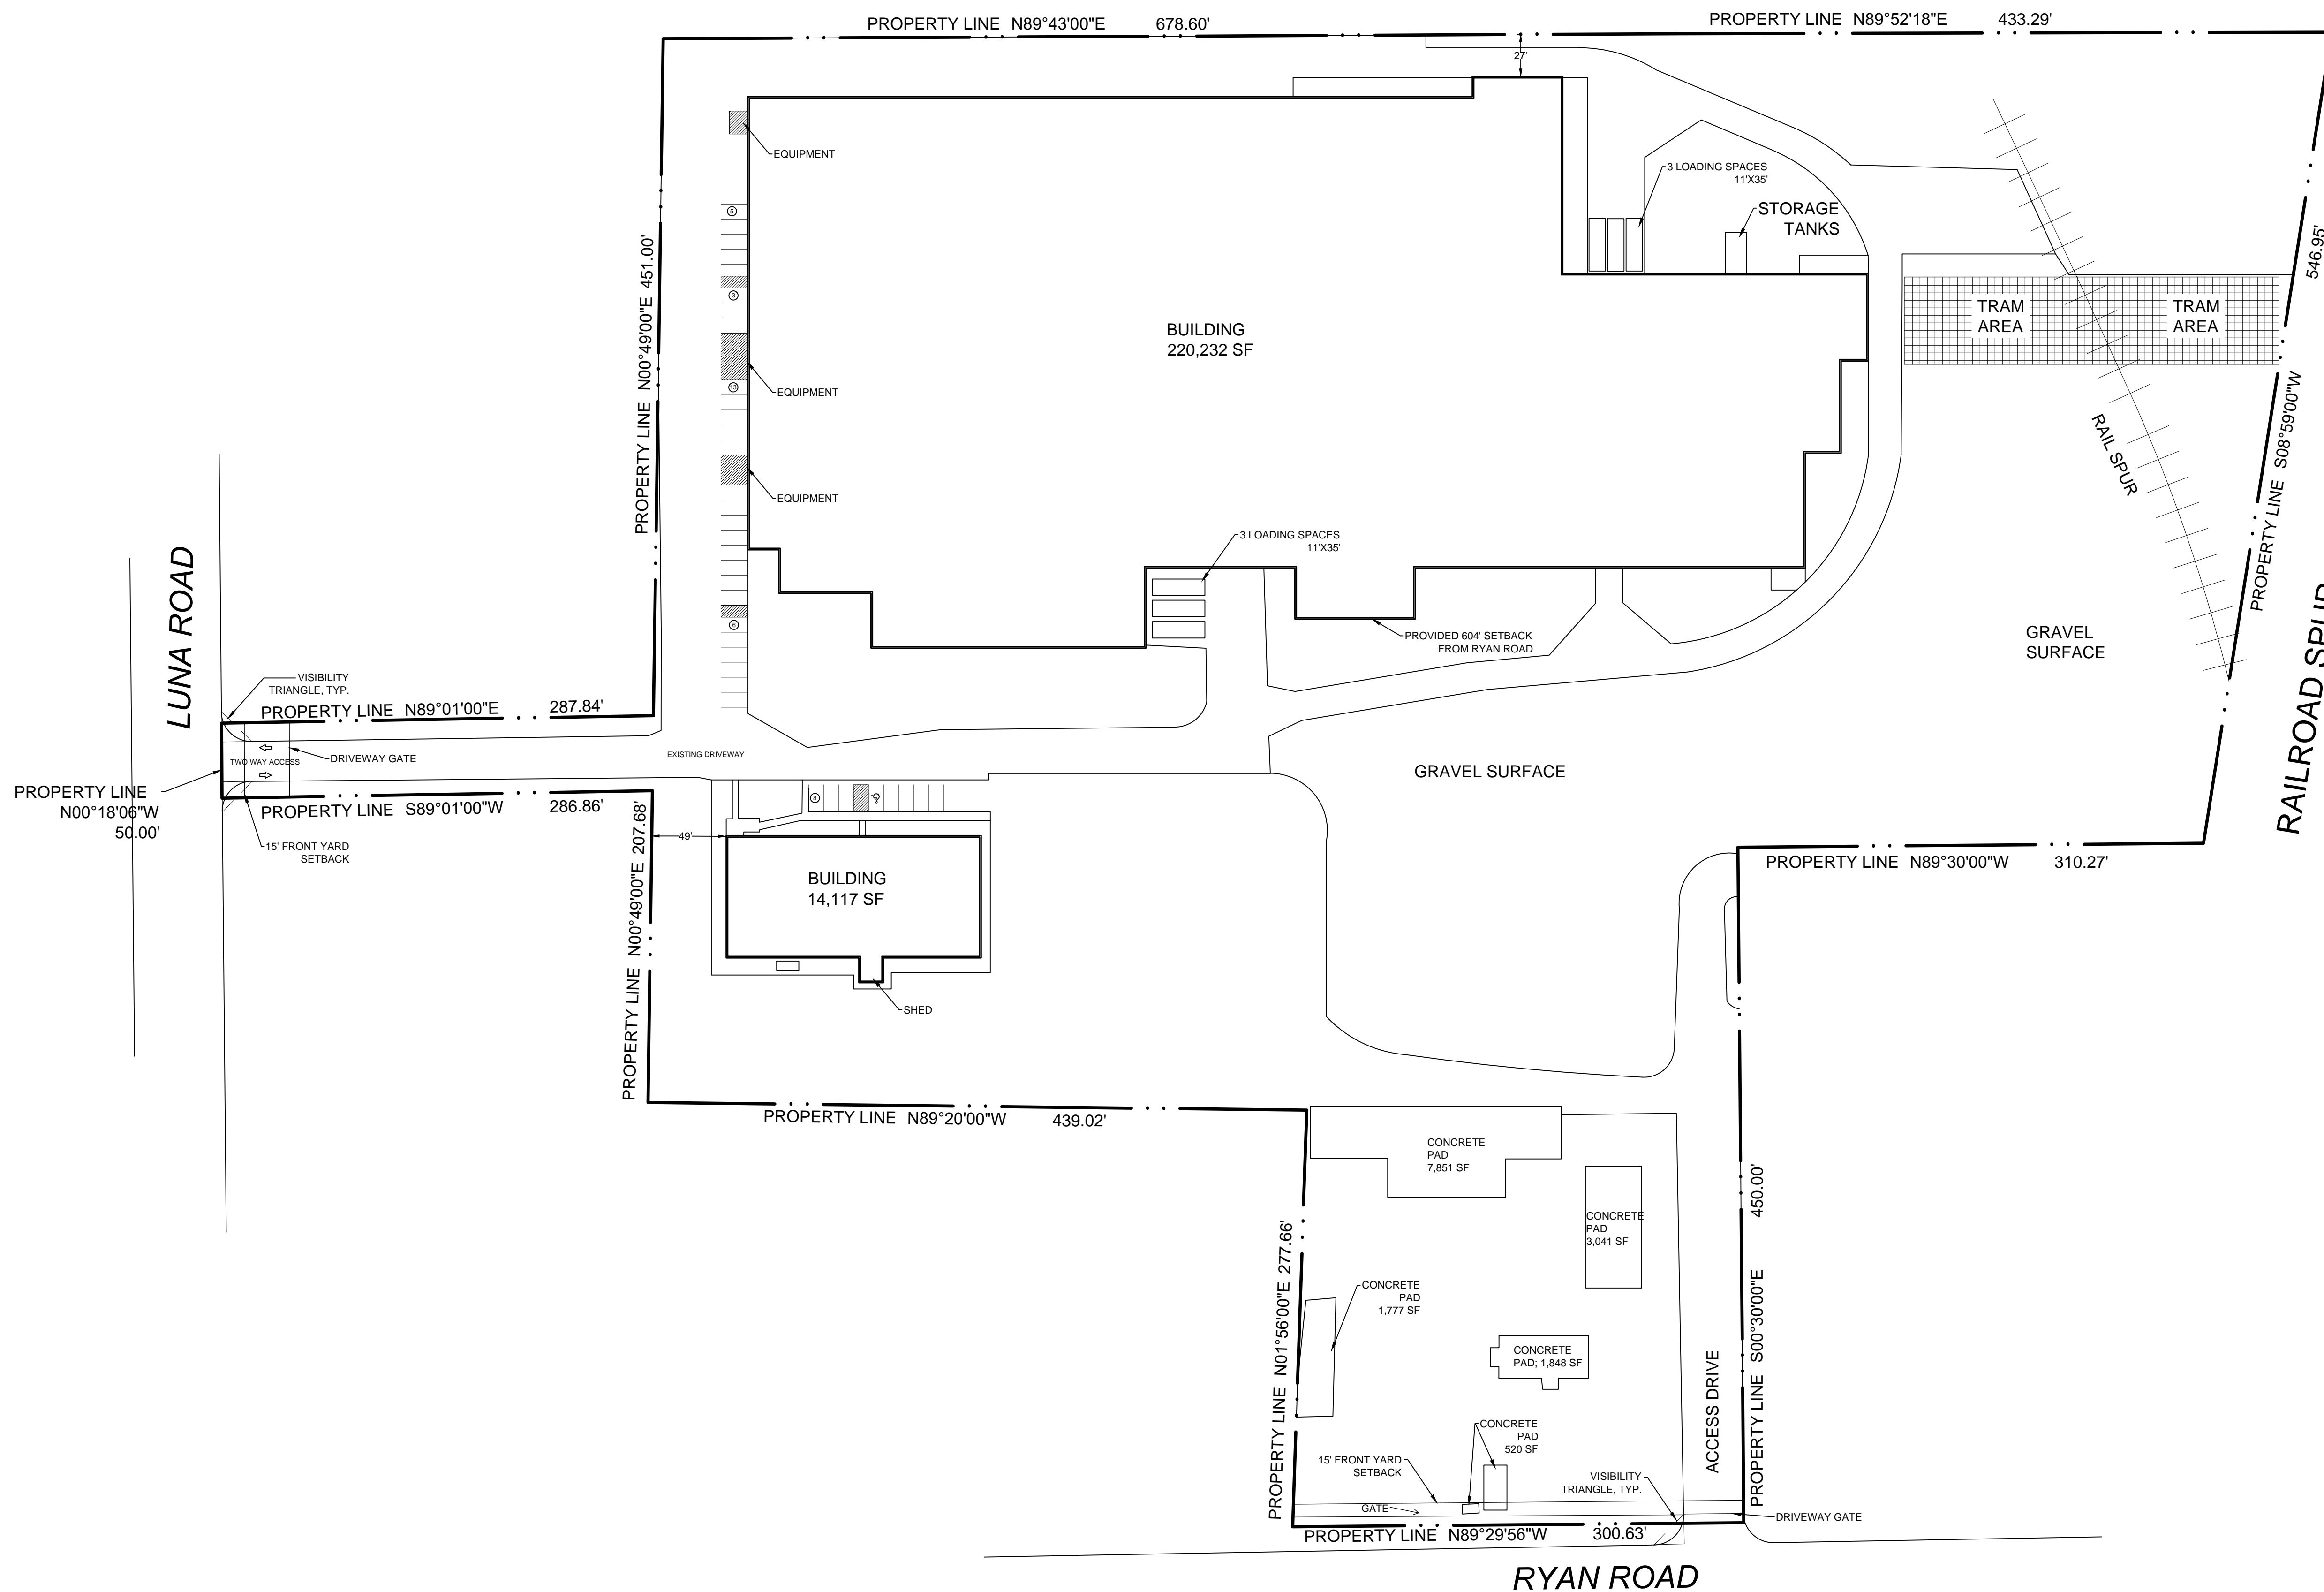 PROPERTY LINE N89°43'00"E 678.60'
PROPERTY LINE N89°52'18"E 433.29'
27'
EQUIPMENT
3 LOADING SPACES
11'X35'
STORAGE
TANKS
5
PROPERTY LINE N00°49'00"E 451.00'
546.95'
3
TRAM
AREA
TRAM
AREA
BUILDING
220,232 SF
13
EQUIPMENT
PROPERTY LINE S08°59'00"W
RAIL SPUR
EQUIPMENT
3 LOADING SPACES
11'X35'
LUNA ROAD
6
PROVIDED 604' SETBACK
FROM RYAN ROAD
GRAVEL
SURFACE
RAILROAD SPUR
VISIBILITY
TRIANGLE, TYP.
PROPERTY LINE N89°01'00"E 287.84'
EXISTING DRIVEWAY
DRIVEWAY GATE
TWO WAY ACCESS
GRAVEL SURFACE
PROPERTY LINE
N00°18'06"W
50.00'
PROPERTY LINE S89°01'00"W 286.86'
8
15' FRONT YARD
SETBACK
49'
PROPERTY LINE N00°49'00"E 207.68'
BUILDING
14,117 SF
PROPERTY LINE N89°30'00"W 310.27'
SHED
PROPERTY LINE N89°20'00"W 439.02'
CONCRETE
PAD
7,851 SF
CONCRETE
PAD
3,041 SF
PROPERTY LINE N01°56'00"E 277.66'
CONCRETE
PAD
1,777 SF
CONCRETE
PAD; 1,848 SF
ACCESS DRIVE
PROPERTY LINE S00°30'00"E 450.00'
CONCRETE
PAD
520 SF
15' FRONT YARD
SETBACK
VISIBILITY
TRIANGLE, TYP.
GATE
DRIVEWAY GATE
PROPERTY LINE N89°29'56"W 300.63'
RYAN ROAD